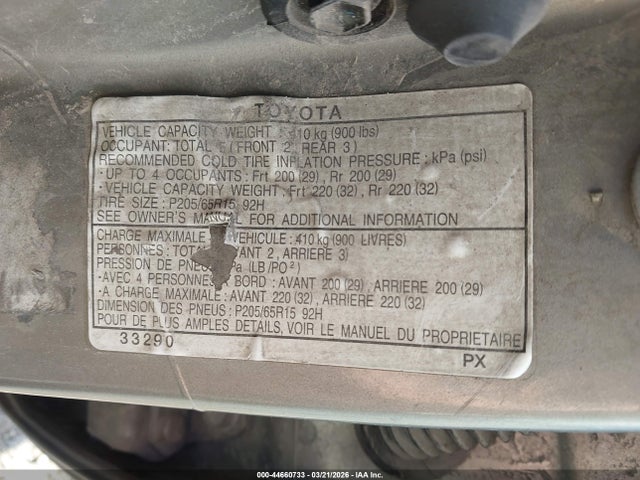 TOYOTA
VEHICLE CAPACITY WEIGHT : 410 kg (900 lbs)
OCCUPANT: TOTAL 5 (FRONT 2, REAR 3)
RECOMMENDED COLD TIRE INFLATION PRESSURE : kPa (psi)
·UP TO 4 OCCUPANTS : Frt 200 (29) , Rr 200 (29)
·VEHICLE CAPACITY WEIGHT : Frt 220 (32) , Rr 220 (32)
TIRE SIZE : P205/65R15 92H
SEE OWNER'S MANUAL FOR ADDITIONAL INFORMATION
CHARGE MAXIMALE VEHICULE : 410 kg (900 LIVRES)
PERSONNES : TOTAL AVANT 2 , ARRIERE 3)
PRESSION DE PNEU kPa (LB /PO²)
·AVEC 4 PERSONNES A BORD : AVANT 200 (29) , ARRIERE 200 (29)
·A CHARGE MAXIMALE : AVANT 220 (32) , ARRIERE 220 (32)
DIMENSION DES PNEUS : P205/65R15 92H
POUR DE PLUS AMPLES DETAILS, VOIR LE MANUEL DU PROPRIETAIRE
33290 PX
000-44660733 - 03/21/2026 - IAA Inc.